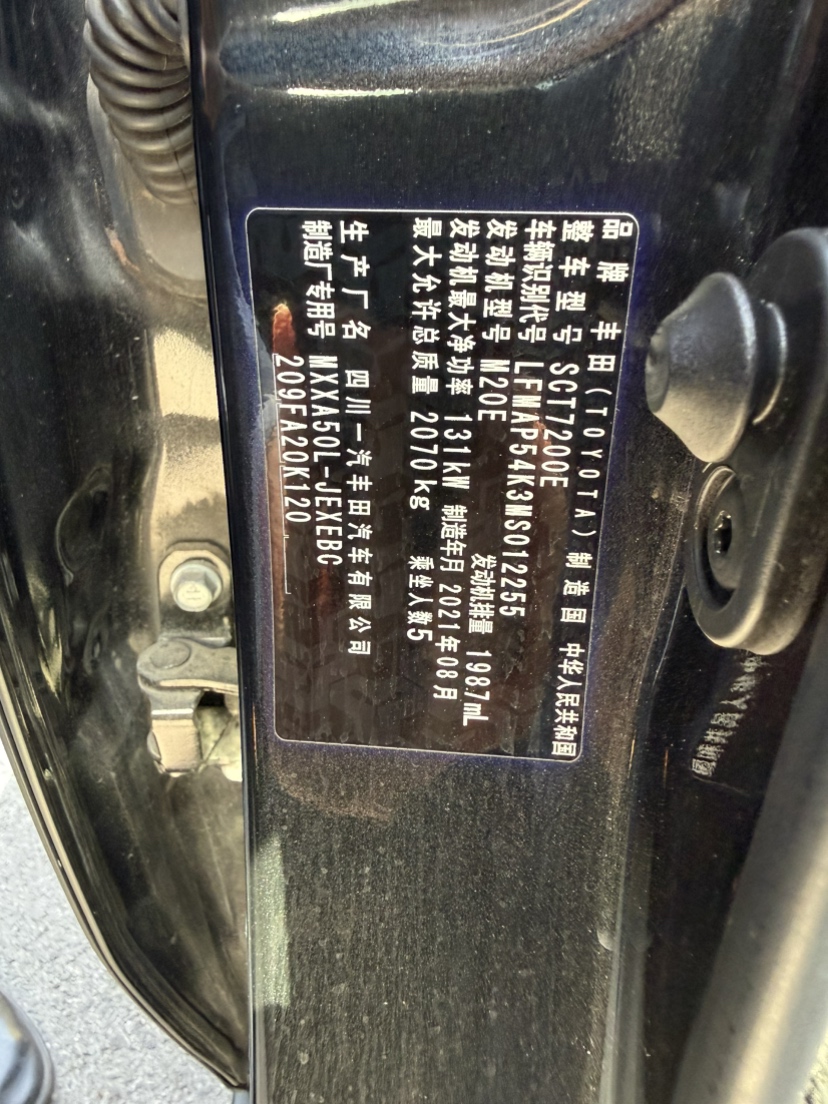 品牌 丰田(TOYOTA) 制造国 中华人民共和国
整车型号 SCT7200E
车辆识别代号 LFMAP54K3MS012255
发动机型号 M20E 发动机排量 1987mL
发动机最大净功率 131kW 制造年月 2021年08月
最大允许总质量 2070kg 乘坐人数5
生产厂名 四川一汽丰田汽车有限公司
制造厂专用号 MXXA50L-JEXEBC
209FA20K120